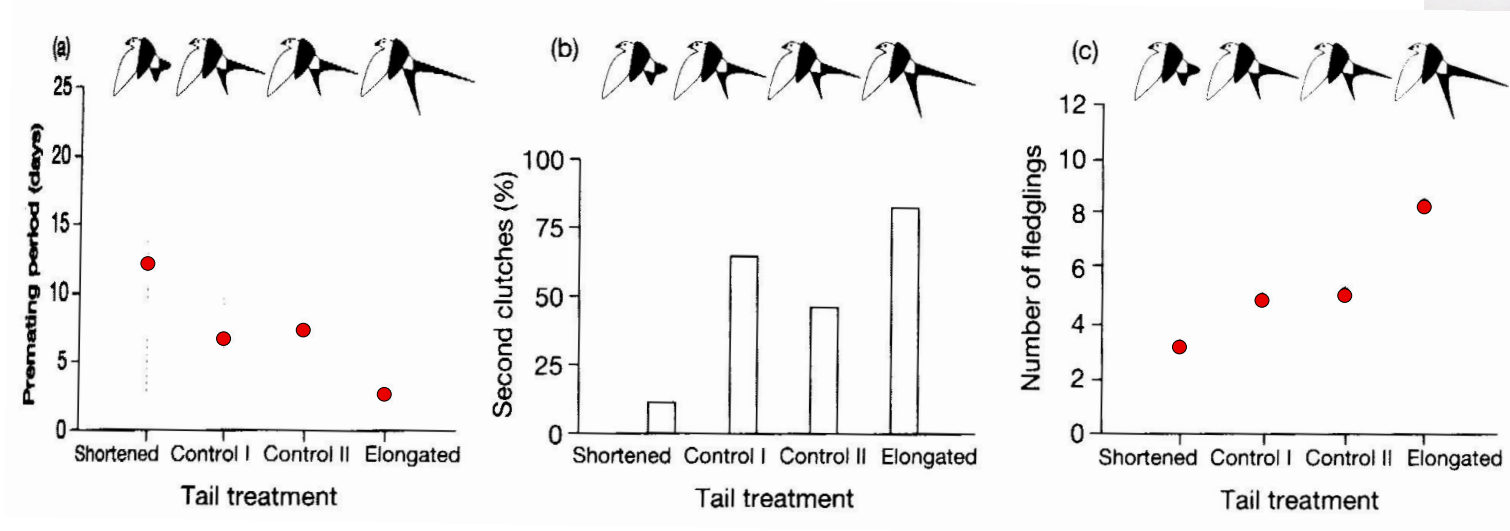 (a)
25
20
15
10
5
0
Premating period (days)
Shortened Control I Control II Elongated
Tail treatment
(b)
100
75
50
25
0
Second clutches (%)
Shortened Control I Control II Elongated
Tail treatment
(c)
12
10
8
6
4
2
0
Number of fledglings
Shortened Control I Control II Elongated
Tail treatment